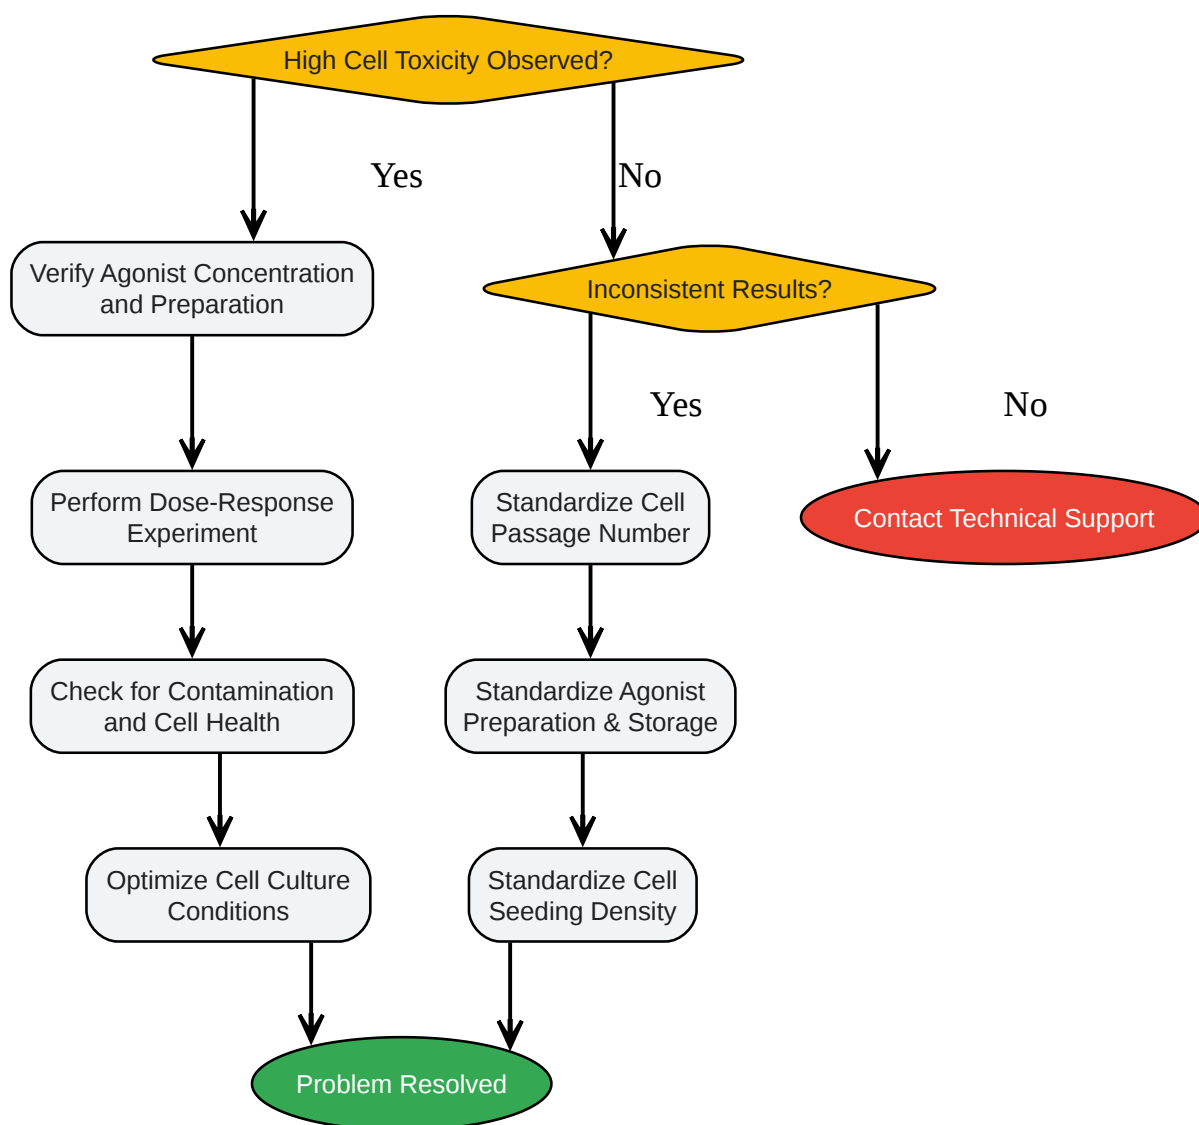 High Cell Toxicity Observed?
Yes
No
Verify Agonist Concentration
and Preparation
Inconsistent Results?
Yes
No
Perform Dose-Response
Experiment
Standardize Cell
Passage Number
Contact Technical Support
Check for Contamination
and Cell Health
Standardize Agonist
Preparation & Storage
Optimize Cell Culture
Conditions
Standardize Cell
Seeding Density
Problem Resolved